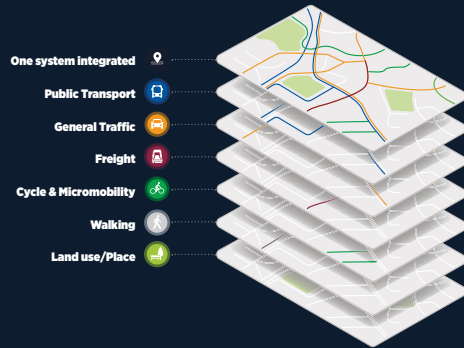 One system integrated
Public Transport
General Traffic
Freight
Cycle & Micromobility
Walking
Land use/Place